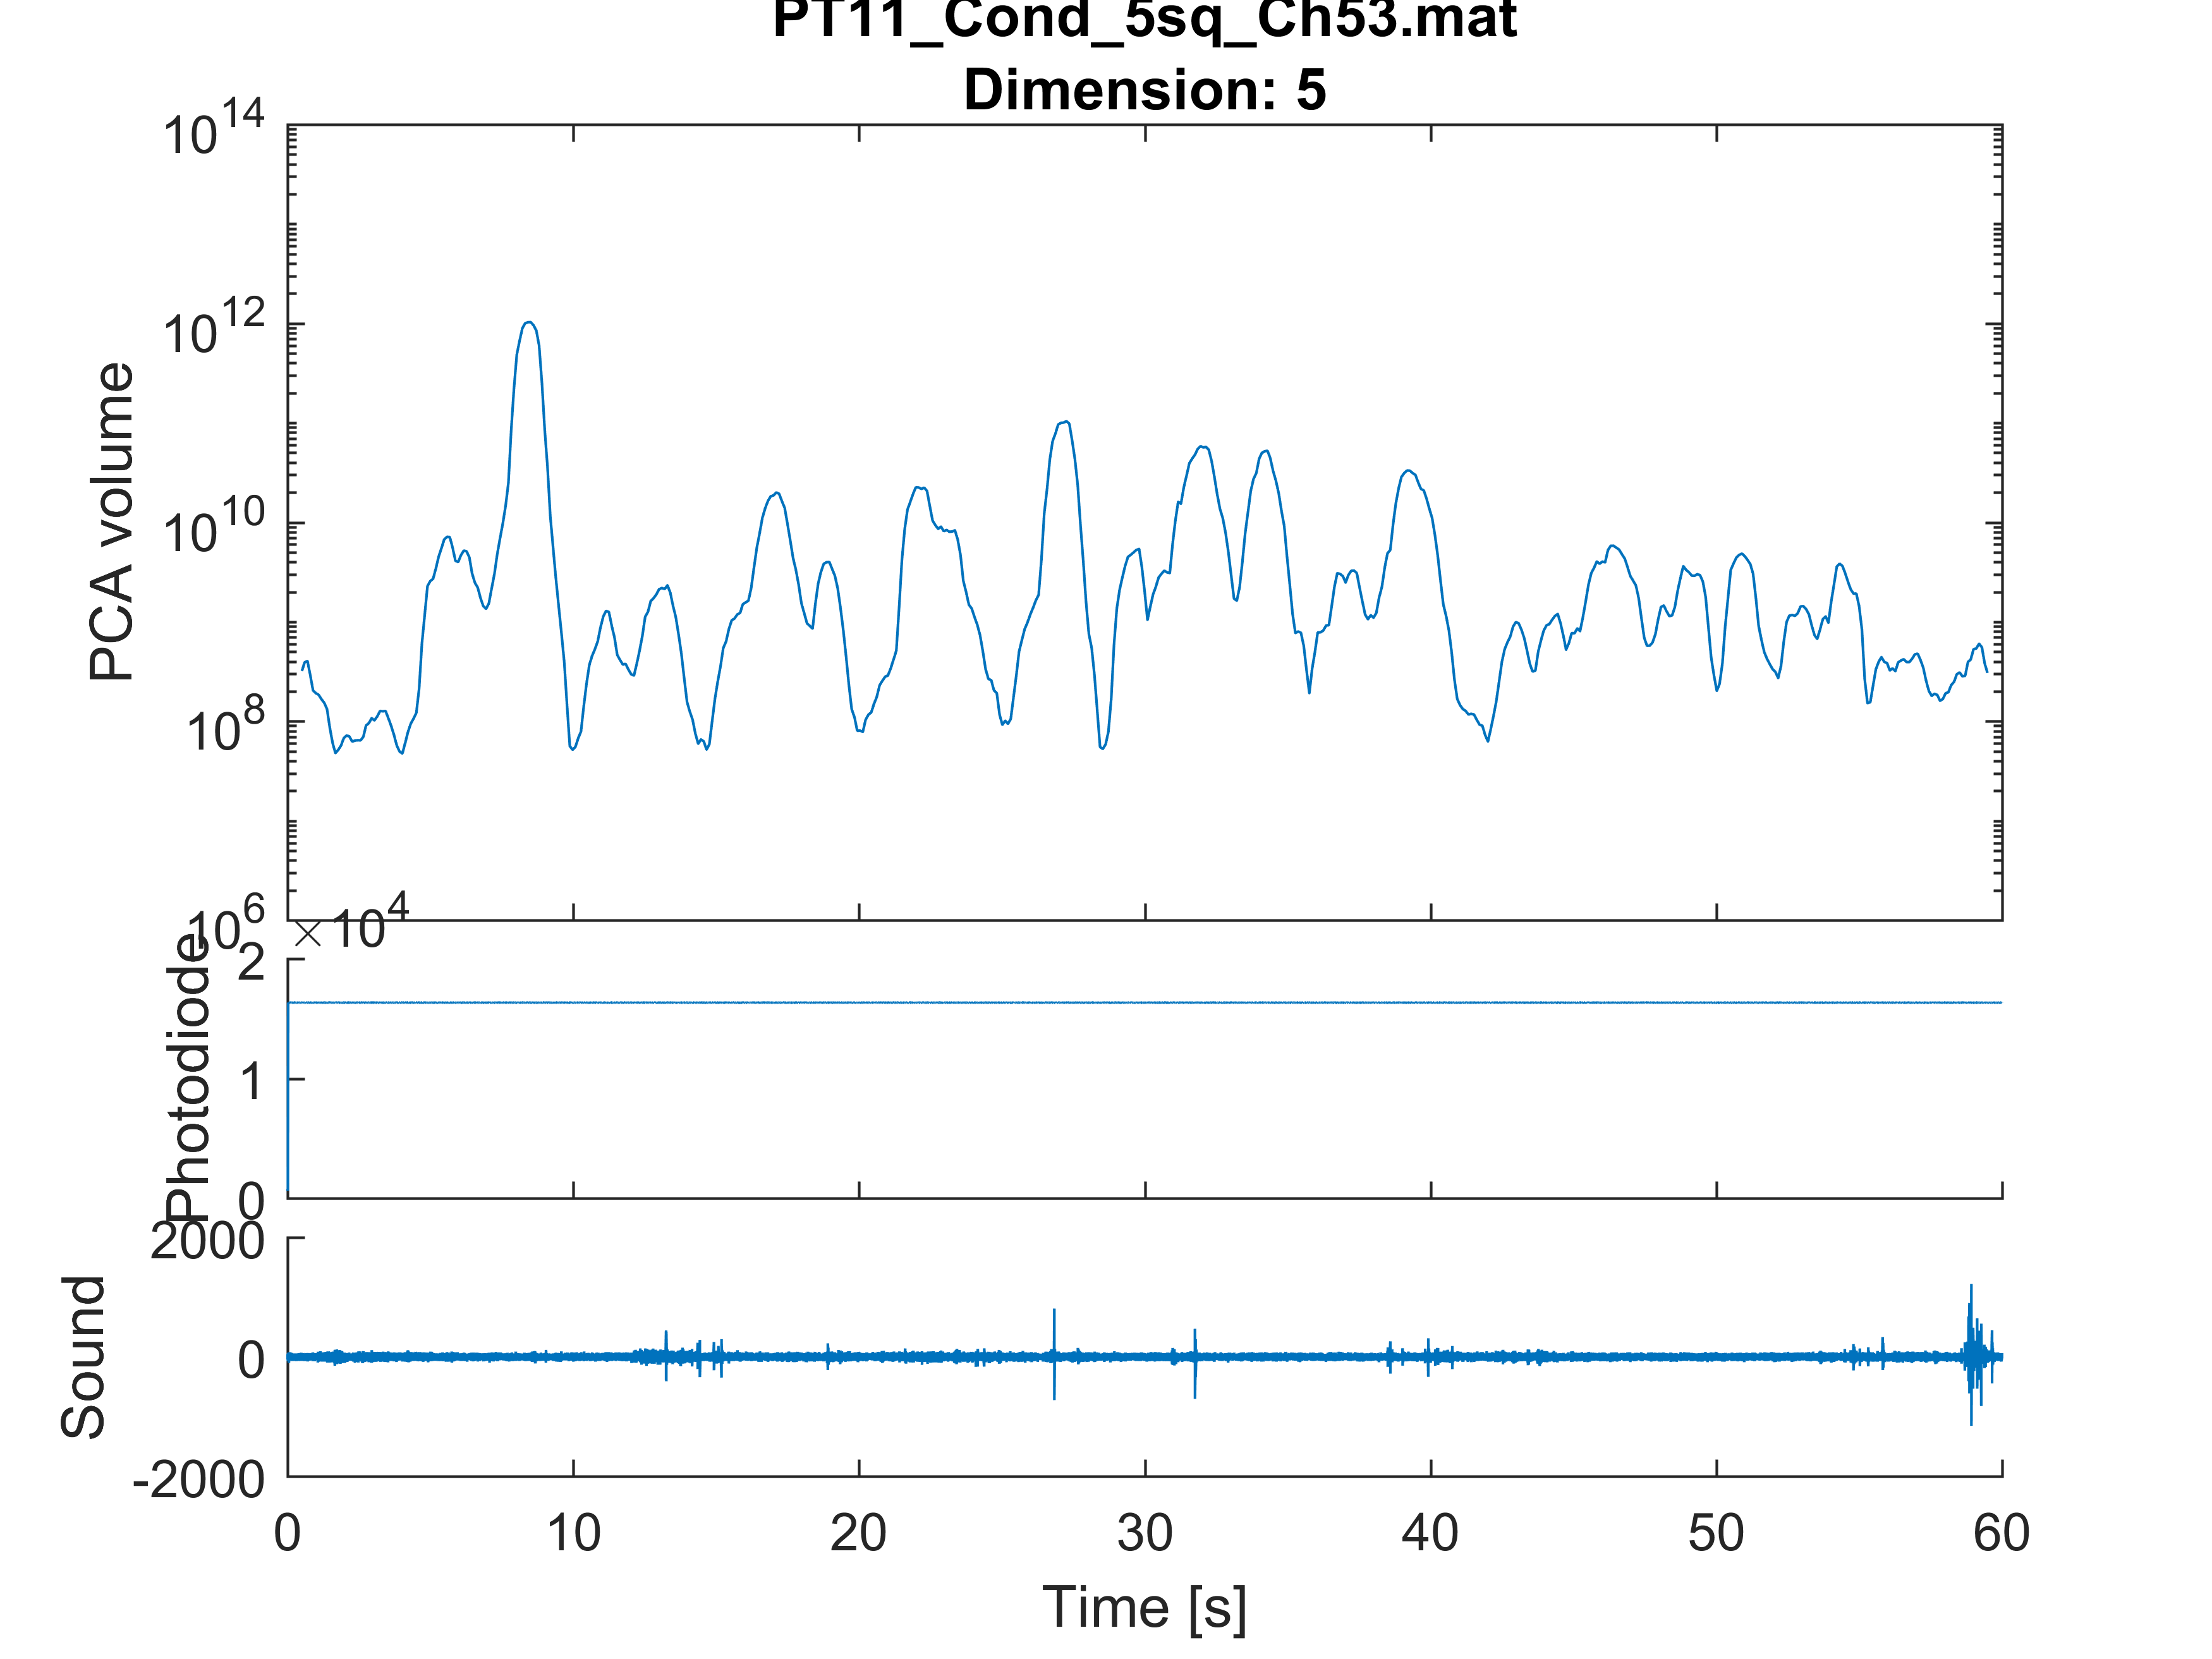 PT11_Cond_5sq_Ch53.mat
Dimension: 5
10^14
10^12
10^10
10^8
10^6
PCA volume
× 10^4
2
1
0
Photodiode
2000
0
-2000
Sound
0 10 20 30 40 50 60
Time [s]